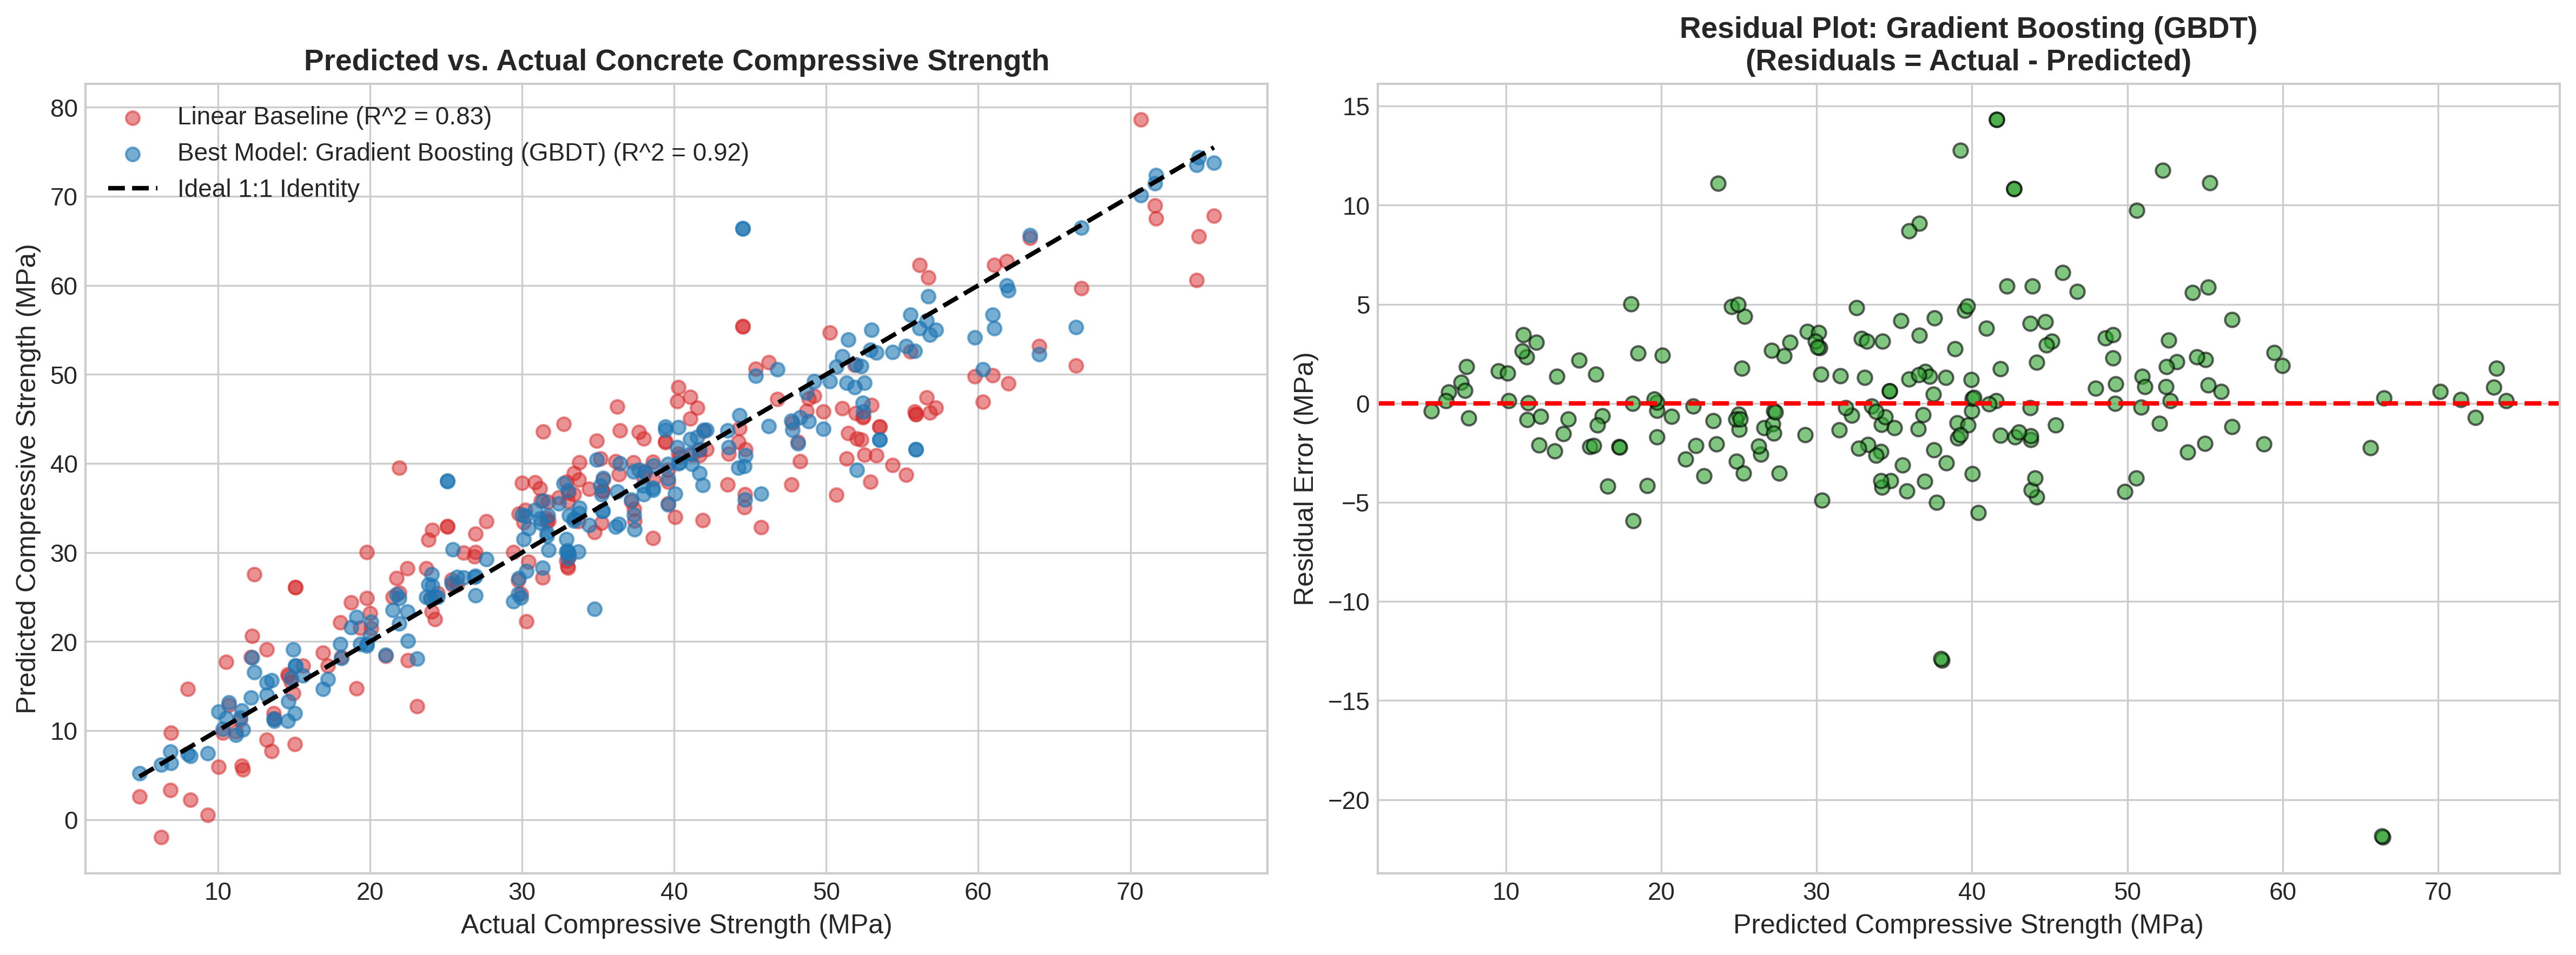 Predicted vs. Actual Concrete Compressive Strength
Linear Baseline (R^2 = 0.83)
Best Model: Gradient Boosting (GBDT) (R^2 = 0.92)
Ideal 1:1 Identity
Predicted Compressive Strength (MPa)
80
70
60
50
40
30
20
10
0
10 20 30 40 50 60 70
Actual Compressive Strength (MPa)
Residual Plot: Gradient Boosting (GBDT)
(Residuals = Actual - Predicted)
Residual Error (MPa)
15
10
5
0
−5
−10
−15
−20
10 20 30 40 50 60 70
Predicted Compressive Strength (MPa)